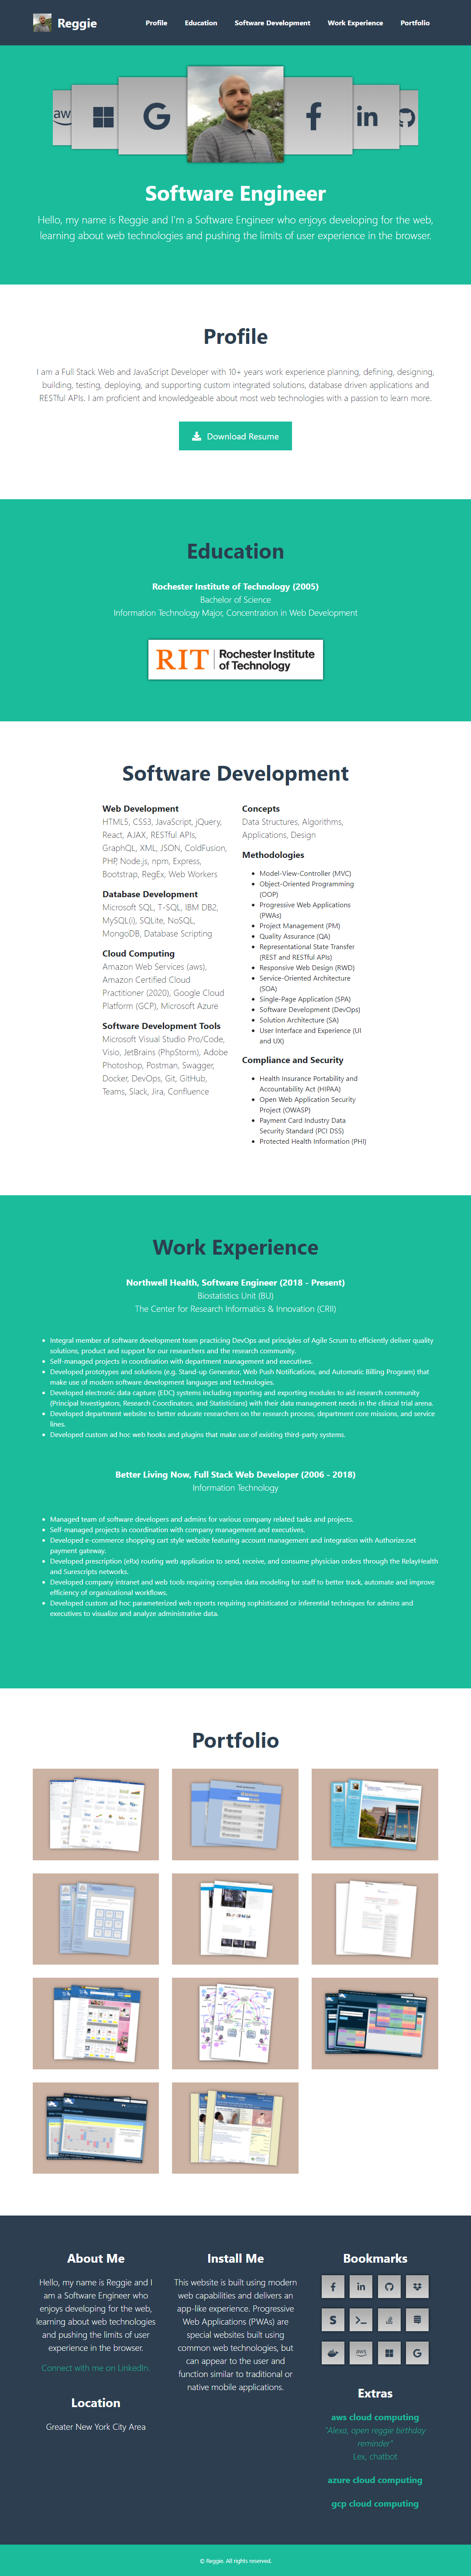 Reggie
Profile
Education
Software Development
Work Experience
Portfolio
aws
Software Engineer
Hello, my name is Reggie and I'm a Software Engineer who enjoys developing for the web,
learning about web technologies and pushing the limits of user experience in the browser.
Profile
I am a Full Stack Web and JavaScript Developer with 10+ years work experience planning, defining, designing,
building, testing, deploying, and supporting custom integrated solutions, database driven applications and
RESTful APIs. I am proficient and knowledgeable about most web technologies with a passion to learn more.
Download Resume
Education
Rochester Institute of Technology (2005)
Bachelor of Science
Information Technology Major, Concentration in Web Development
RIT
Rochester Institute
of Technology
Software Development
Web Development
HTML5, CSS3, JavaScript, jQuery,
React, AJAX, RESTful APIs,
GraphQL, XML, JSON, ColdFusion,
PHP, Node.js, npm, Express,
Bootstrap, RegEx, Web Workers
Database Development
Microsoft SQL, T-SQL, IBM DB2,
MySQL(i), SQLite, NoSQL,
MongoDB, Database Scripting
Cloud Computing
Amazon Web Services (aws),
Amazon Certified Cloud
Practitioner (2020), Google Cloud
Platform (GCP), Microsoft Azure
Software Development Tools
Microsoft Visual Studio Pro/Code,
Visio, JetBrains (PhpStorm), Adobe
Photoshop, Postman, Swagger,
Docker, DevOps, Git, GitHub,
Teams, Slack, Jira, Confluence
Concepts
Data Structures, Algorithms,
Applications, Design
Methodologies
• Model-View-Controller (MVC)
• Object-Oriented Programming
(OOP)
• Progressive Web Applications
(PWAs)
• Project Management (PM)
• Quality Assurance (QA)
• Representational State Transfer
(REST and RESTful APIs)
• Responsive Web Design (RWD)
• Service-Oriented Architecture
(SOA)
• Single-Page Application (SPA)
• Software Development (DevOps)
• Solution Architecture (SA)
• User Interface and Experience (UI
and UX)
Compliance and Security
• Health Insurance Portability and
Accountability Act (HIPAA)
• Open Web Application Security
Project (OWASP)
• Payment Card Industry Data
Security Standard (PCI DSS)
• Protected Health Information (PHI)
Work Experience
Northwell Health, Software Engineer (2018 - Present)
Biostatistics Unit (BU)
The Center for Research Informatics & Innovation (CRII)
• Integral member of software development team practicing DevOps and principles of Agile Scrum to efficiently deliver quality
solutions, product and support for our researchers and the research community.
• Self-managed projects in coordination with department management and executives.
• Developed prototypes and solutions (e.g. Stand-up Generator, Web Push Notifications, and Automatic Billing Program) that
make use of modern software development languages and technologies.
• Developed electronic data capture (EDC) systems including reporting and exporting modules to aid research community
(Principal Investigators, Research Coordinators, and Statisticians) with their data management needs in the clinical trial arena.
• Developed department website to better educate researchers on the research process, department core missions, and service
lines.
• Developed custom ad hoc web hooks and plugins that make use of existing third-party systems.
Better Living Now, Full Stack Web Developer (2006 - 2018)
Information Technology
• Managed team of software developers and admins for various company related tasks and projects.
• Self-managed projects in coordination with company management and executives.
• Developed e-commerce shopping cart style website featuring account management and integration with Authorize.net
payment gateway.
• Developed prescription (eRx) routing web application to send, receive, and consume physician orders through the RelayHealth
and Surescripts networks.
• Developed company intranet and web tools requiring complex data modeling for staff to better track, automate and improve
efficiency of organizational workflows.
• Developed custom ad hoc parameterized web reports requiring sophisticated or inferential techniques for admins and
executives to visualize and analyze administrative data.
Portfolio
About Me
Hello, my name is Reggie and I
am a Software Engineer who
enjoys developing for the web,
learning about web technologies
and pushing the limits of user
experience in the browser.
Connect with me on LinkedIn.
Location
Greater New York City Area
Install Me
This website is built using modern
web capabilities and delivers an
app-like experience. Progressive
Web Applications (PWAs) are
special websites built using
common web technologies, but
can appear to the user and
function similar to traditional or
native mobile applications.
Bookmarks
aws
Extras
aws cloud computing
"Alexa, open reggie birthday
reminder"
Lex, chatbot
azure cloud computing
gcp cloud computing
© Reggie. All rights reserved.